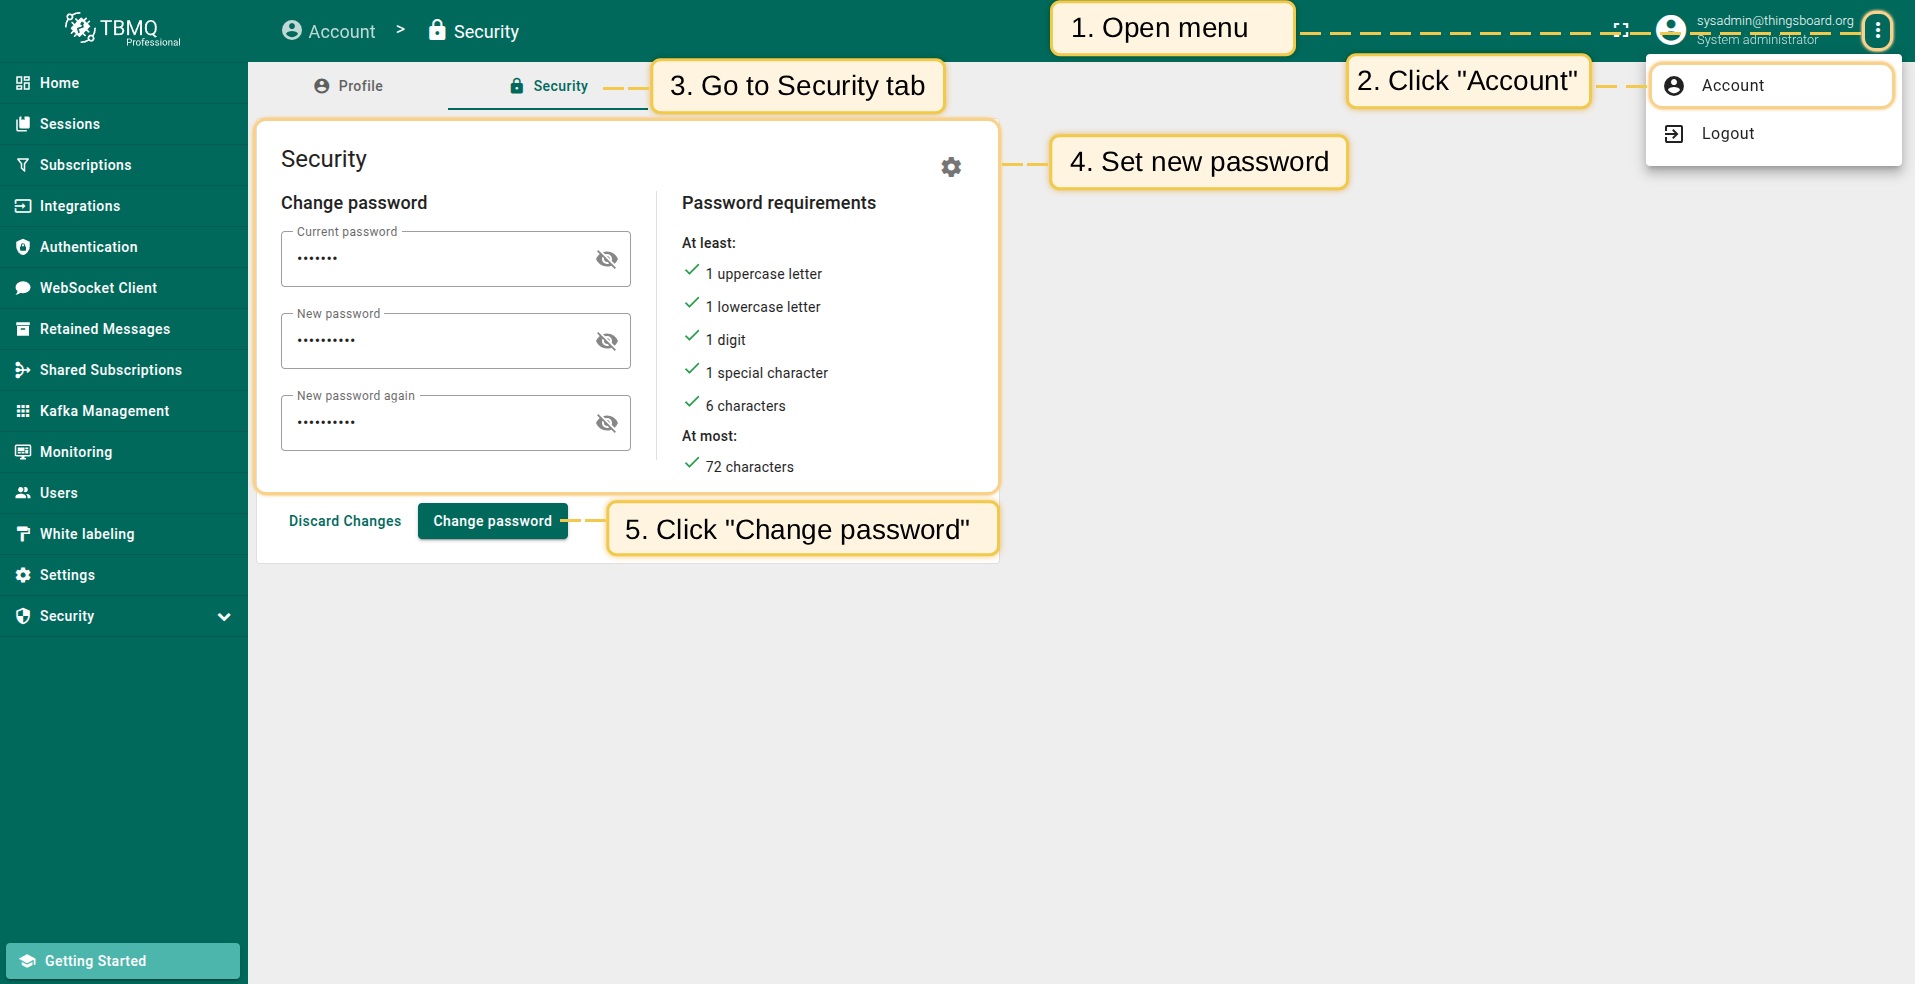 TBMQ
Professional
Account > Security
1. Open menu
sysadmin@thingsboard.org
System administrator
2. Click "Account"
Account
Logout
Home
Sessions
Subscriptions
Integrations
Authentication
WebSocket Client
Retained Messages
Shared Subscriptions
Kafka Management
Monitoring
Users
White labeling
Settings
Security
Getting Started
Profile
Security
3. Go to Security tab
Security
4. Set new password
Change password
Current password
•••••••
New password
••••••••••
New password again
••••••••••
Password requirements
At least:
1 uppercase letter
1 lowercase letter
1 digit
1 special character
6 characters
At most:
72 characters
Discard Changes
Change password
5. Click "Change password"